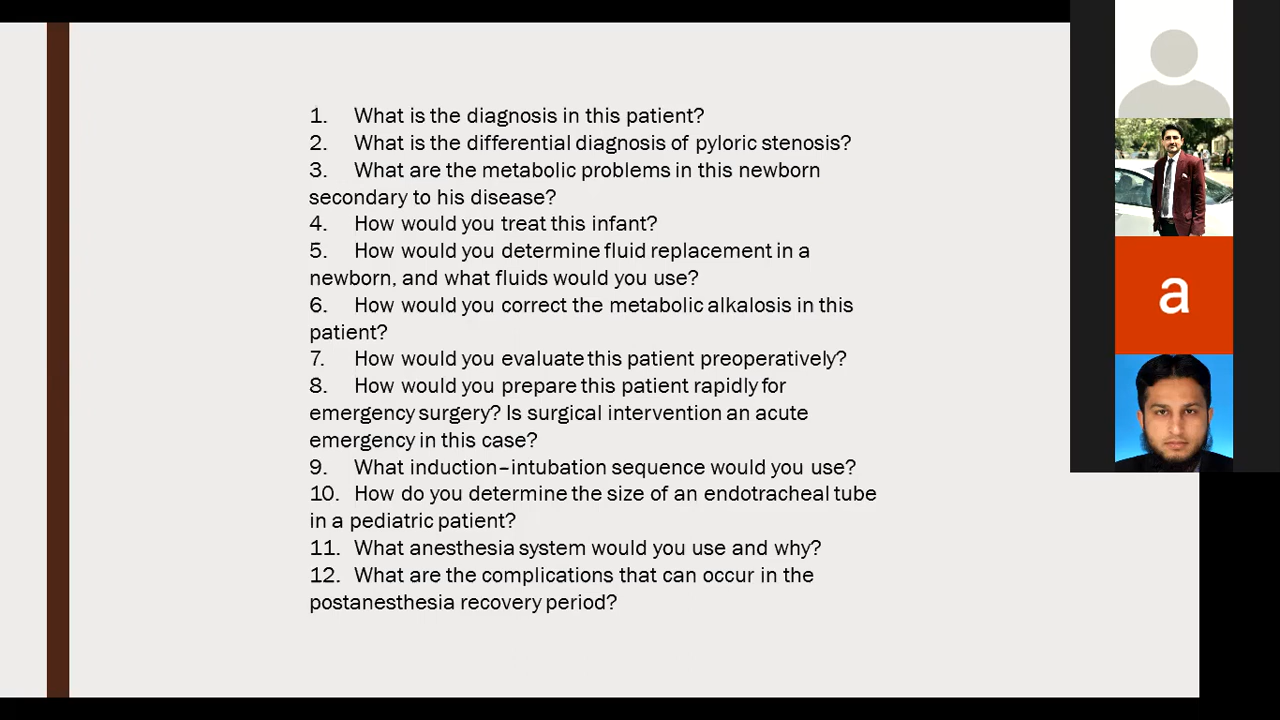 1. What is the diagnosis in this patient?
2. What is the differential diagnosis of pyloric stenosis?
3. What are the metabolic problems in this newborn
secondary to his disease?
4. How would you treat this infant?
5. How would you determine fluid replacement in a
newborn, and what fluids would you use?
6. How would you correct the metabolic alkalosis in this
patient?
7. How would you evaluate this patient preoperatively?
8. How would you prepare this patient rapidly for
emergency surgery? Is surgical intervention an acute
emergency in this case?
9. What induction–intubation sequence would you use?
10. How do you determine the size of an endotracheal tube
in a pediatric patient?
11. What anesthesia system would you use and why?
12. What are the complications that can occur in the
postanesthesia recovery period?
a